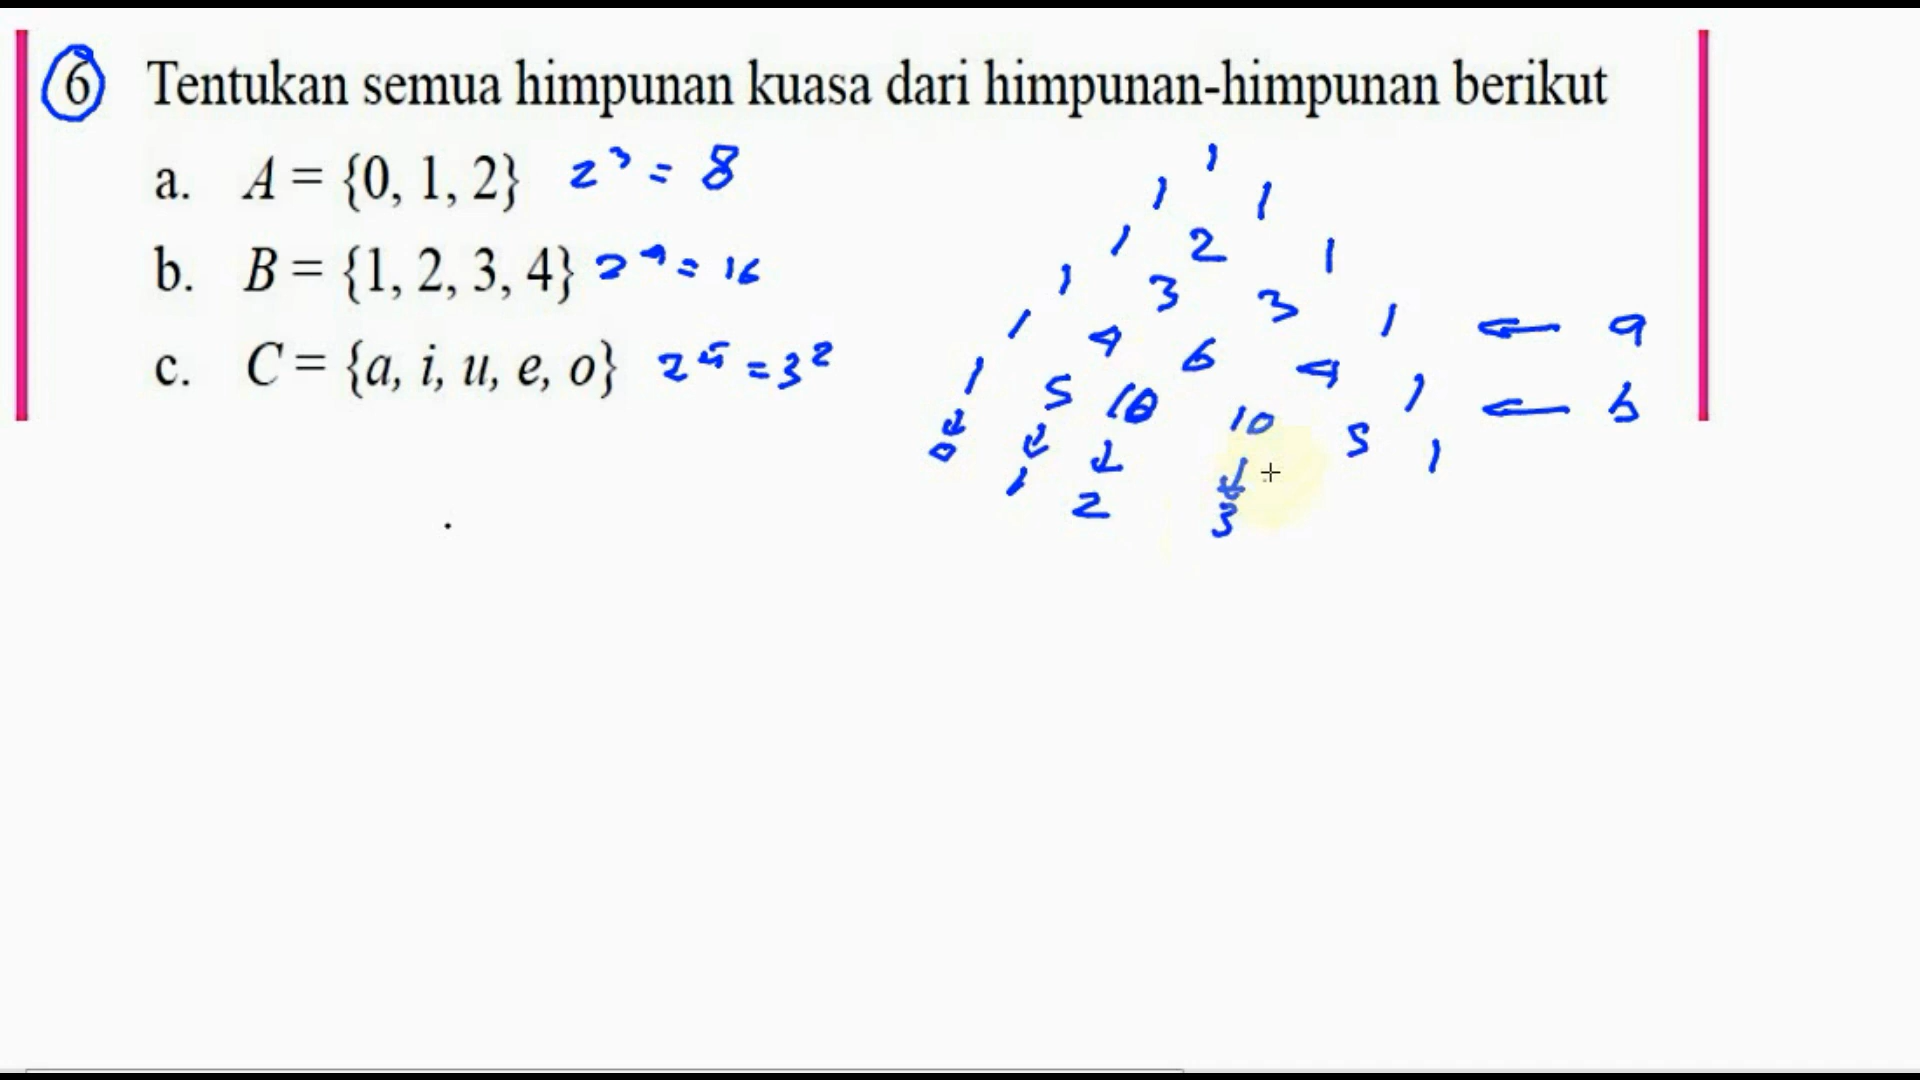 6 Tentukan semua himpunan kuasa dari himpunan-himpunan berikut
a. A = {0, 1, 2} 2³ = 8
b. B = {1, 2, 3, 4} 2⁴ = 16
c. C = {a, i, u, e, o} 2⁵ = 32
1
1 1
1 2 1
1 3 3 1 ← a
1 4 6 4 1 ← b
1 5 10 10 5 1
↓ ↓ ↓ ↓
0 1 2 3